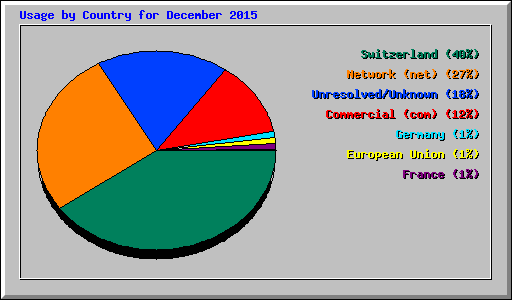 Usage by Country for December 2015
Switzerland (40%)
Network (net) (27%)
Unresolved/Unknown (18%)
Commercial (com) (12%)
Germany (1%)
European Union (1%)
France (1%)